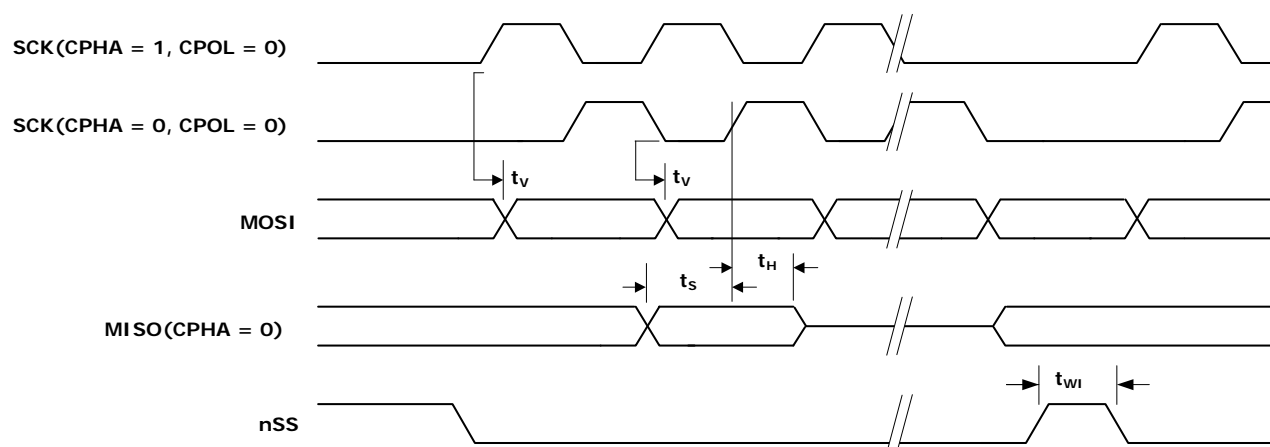 SCK(CPHA = 1, CPOL = 0)
SCK(CPHA = 0, CPOL = 0)
tV
tV
MOSI
tH
tS
MISO(CPHA = 0)
tWI
nSS